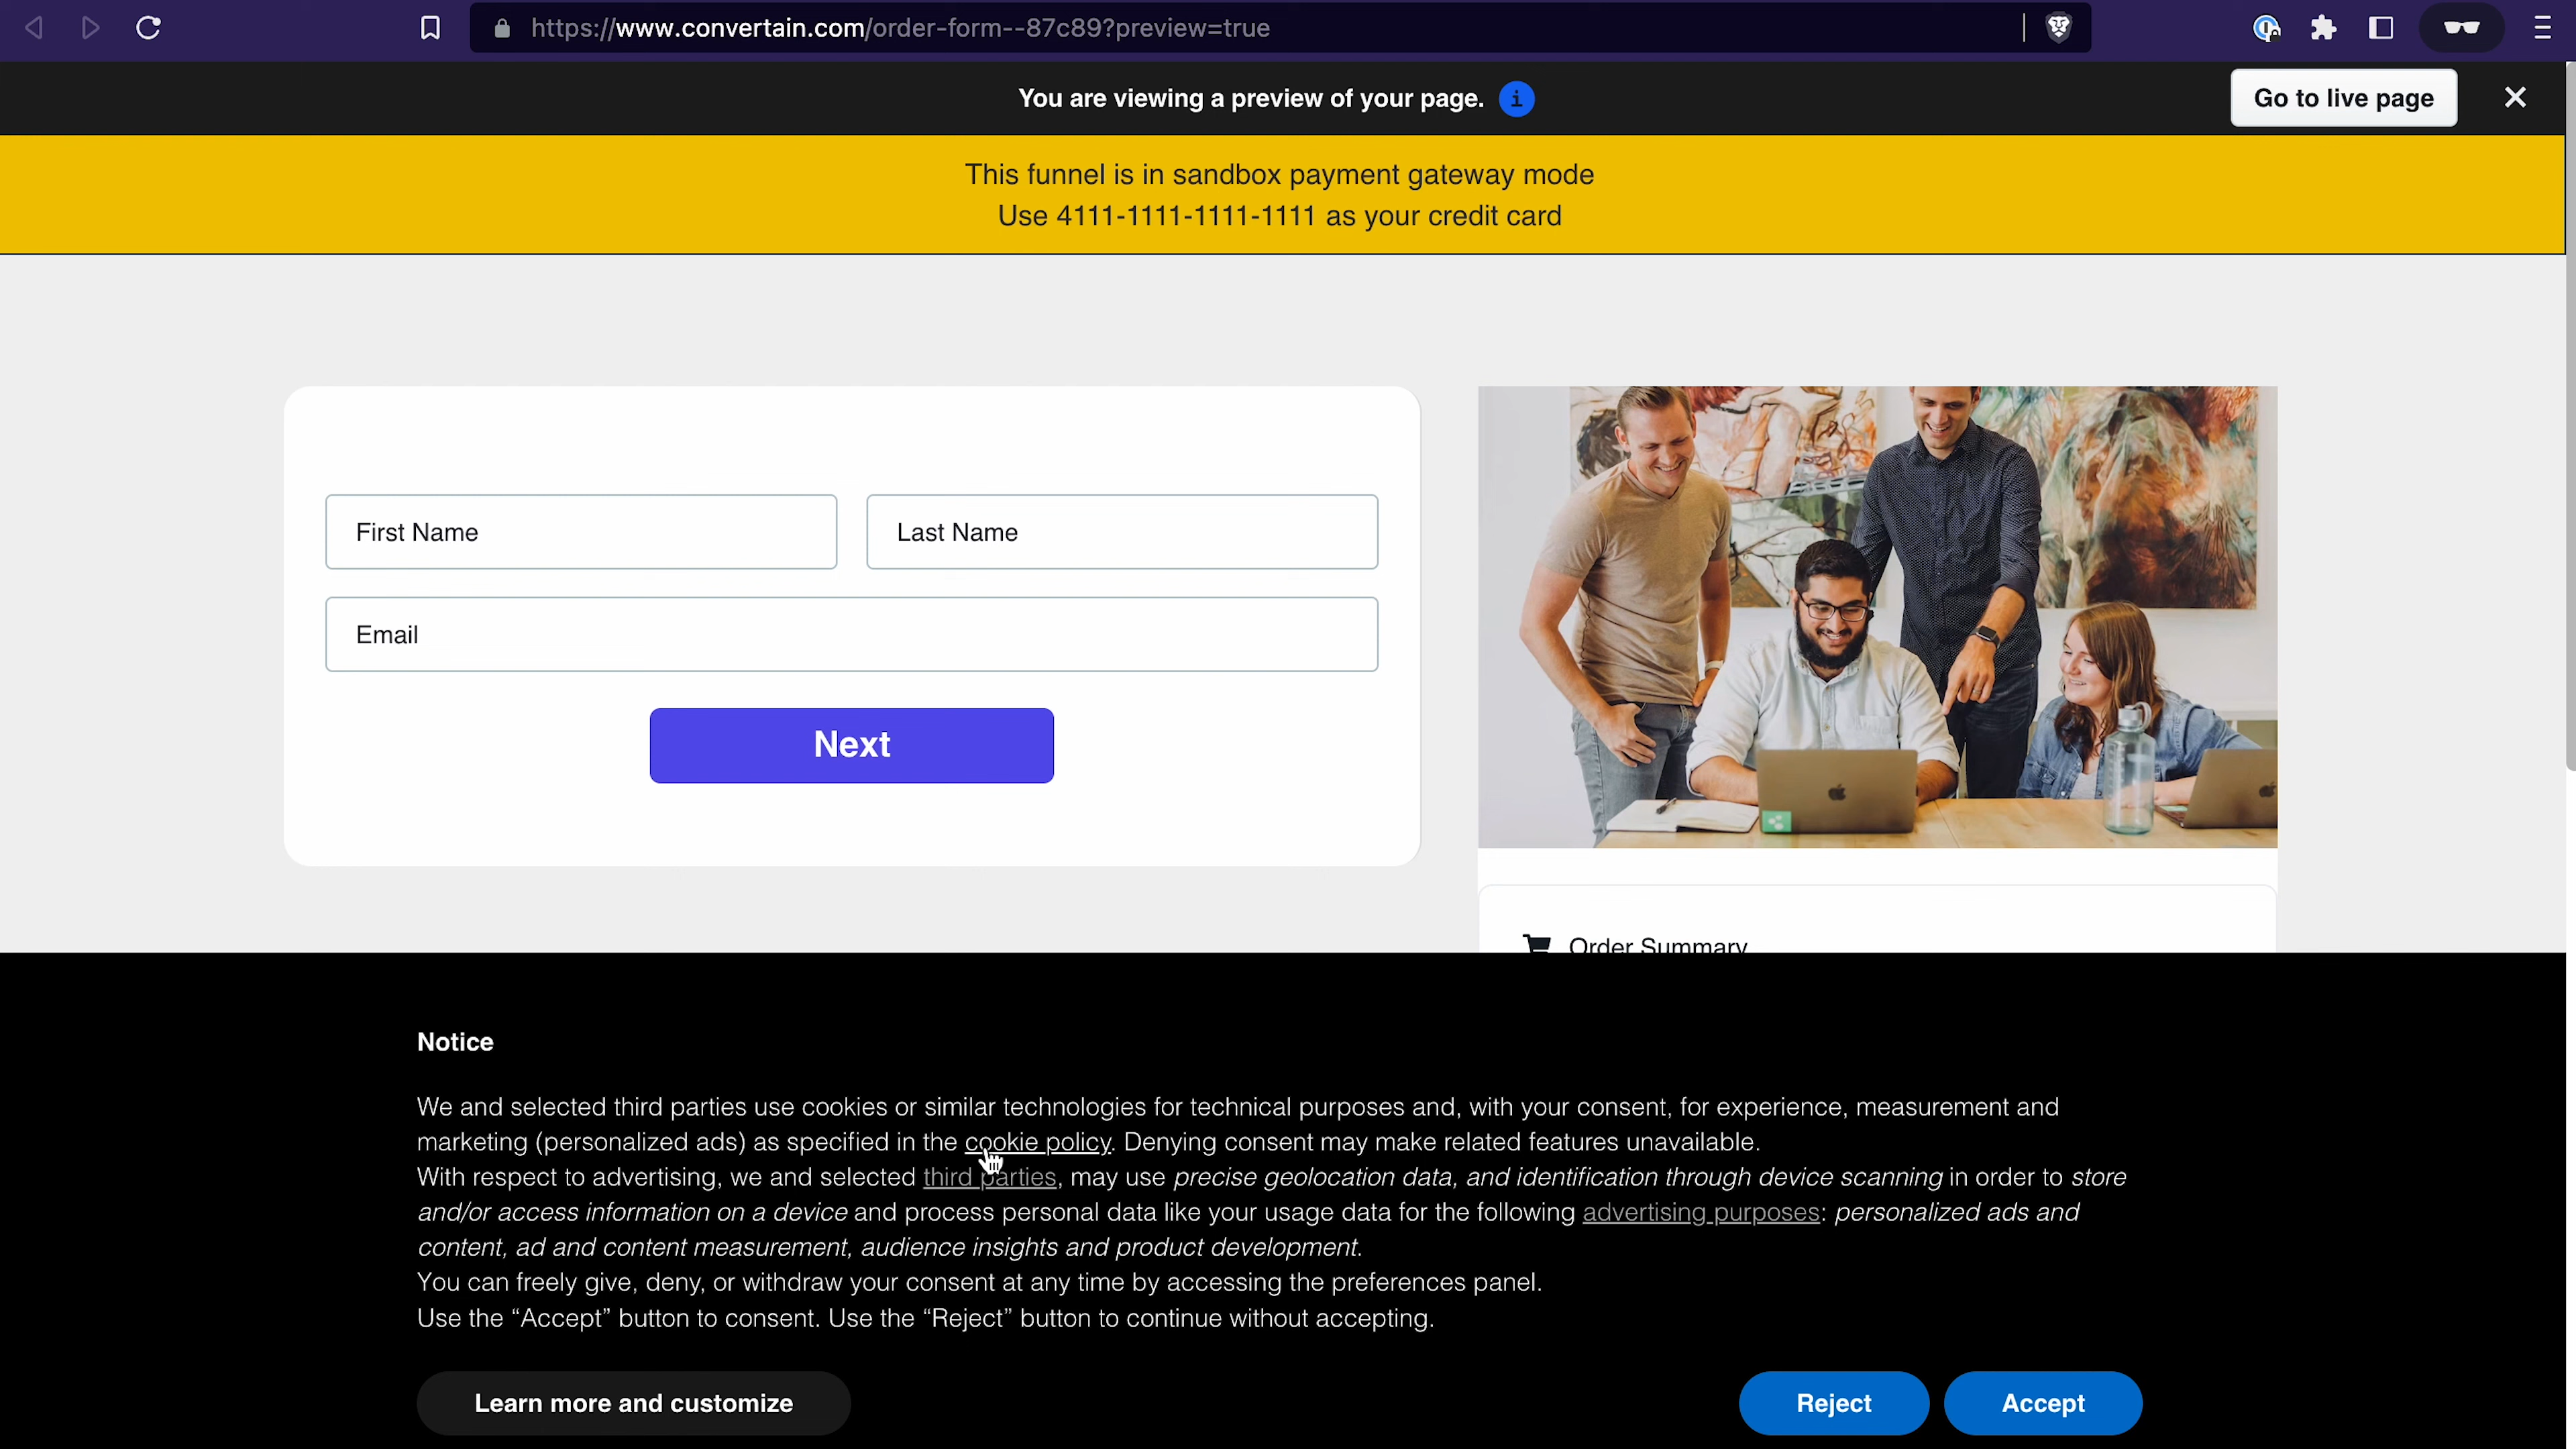 https://www.convertain.com/order-form--87c89?preview=true
You are viewing a preview of your page.
i
Go to live page
This funnel is in sandbox payment gateway mode
Use 4111-1111-1111-1111 as your credit card
First Name
Last Name
Email
Next
Order Summary
Notice
We and selected third parties use cookies or similar technologies for technical purposes and, with your consent, for experience, measurement and
marketing (personalized ads) as specified in the cookie policy. Denying consent may make related features unavailable.
With respect to advertising, we and selected third parties, may use precise geolocation data, and identification through device scanning in order to store
and/or access information on a device and process personal data like your usage data for the following advertising purposes: personalized ads and
content, ad and content measurement, audience insights and product development.
You can freely give, deny, or withdraw your consent at any time by accessing the preferences panel.
Use the “Accept” button to consent. Use the “Reject” button to continue without accepting.
Learn more and customize
Reject
Accept